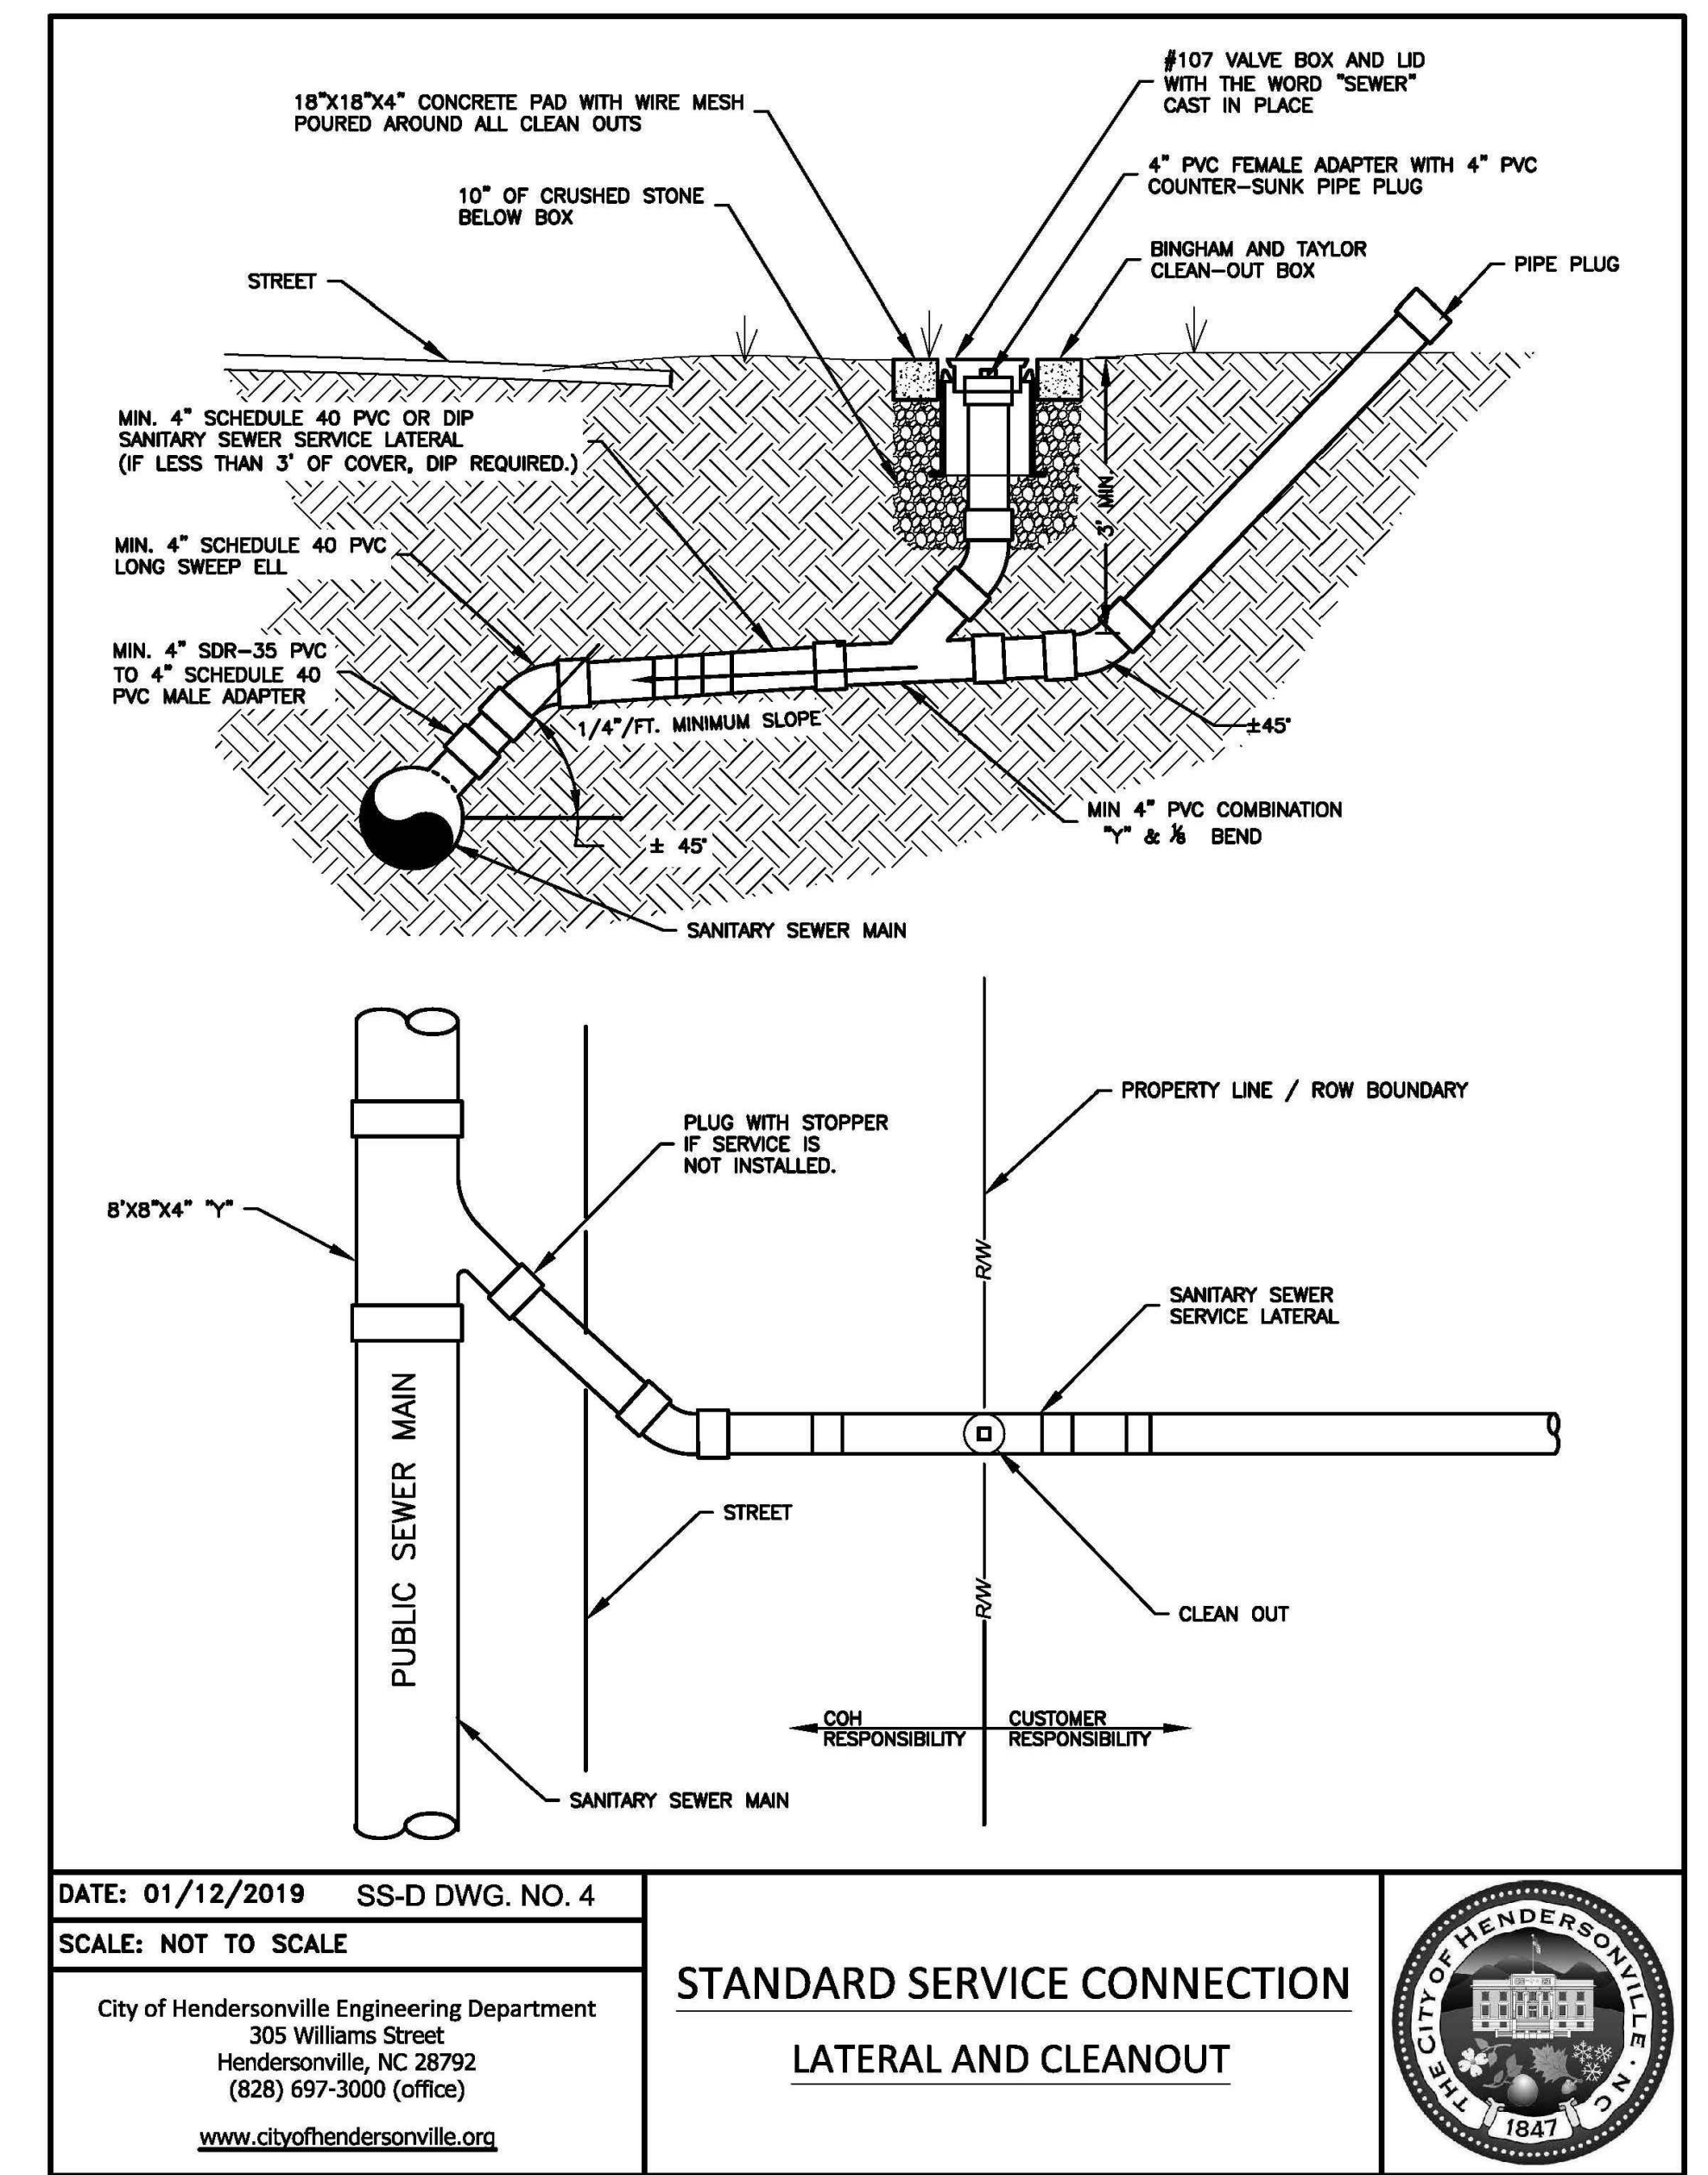 #107 VALVE BOX AND LID
WITH THE WORD "SEWER"
CAST IN PLACE
18"X18"X4" CONCRETE PAD WITH WIRE MESH
POURED AROUND ALL CLEAN OUTS
4" PVC FEMALE ADAPTER WITH 4" PVC
COUNTER-SUNK PIPE PLUG
10" OF CRUSHED STONE
BELOW BOX
BINGHAM AND TAYLOR
CLEAN-OUT BOX
PIPE PLUG
STREET
MIN. 4" SCHEDULE 40 PVC OR DIP
SANITARY SEWER SERVICE LATERAL
(IF LESS THAN 3' OF COVER, DIP REQUIRED.)
3' MIN.
MIN. 4" SCHEDULE 40 PVC
LONG SWEEP ELL
MIN. 4" SDR-35 PVC
TO 4" SCHEDULE 40
PVC MALE ADAPTER
1/4"/FT. MINIMUM SLOPE
±45°
MIN 4" PVC COMBINATION
"Y" & ⅛ BEND
± 45°
SANITARY SEWER MAIN
PROPERTY LINE / ROW BOUNDARY
PLUG WITH STOPPER
IF SERVICE IS
NOT INSTALLED.
8'X8"X4" "Y"
R/W
SANITARY SEWER
SERVICE LATERAL
PUBLIC SEWER MAIN
STREET
R/W
CLEAN OUT
COH
RESPONSIBILITY
CUSTOMER
RESPONSIBILITY
SANITARY SEWER MAIN
DATE: 01/12/2019 SS-D DWG. NO. 4
SCALE: NOT TO SCALE
City of Hendersonville Engineering Department
305 Williams Street
Hendersonville, NC 28792
(828) 697-3000 (office)
www.cityofhendersonville.org
STANDARD SERVICE CONNECTION
LATERAL AND CLEANOUT
THE CITY OF HENDERSONVILLE · NC
1847